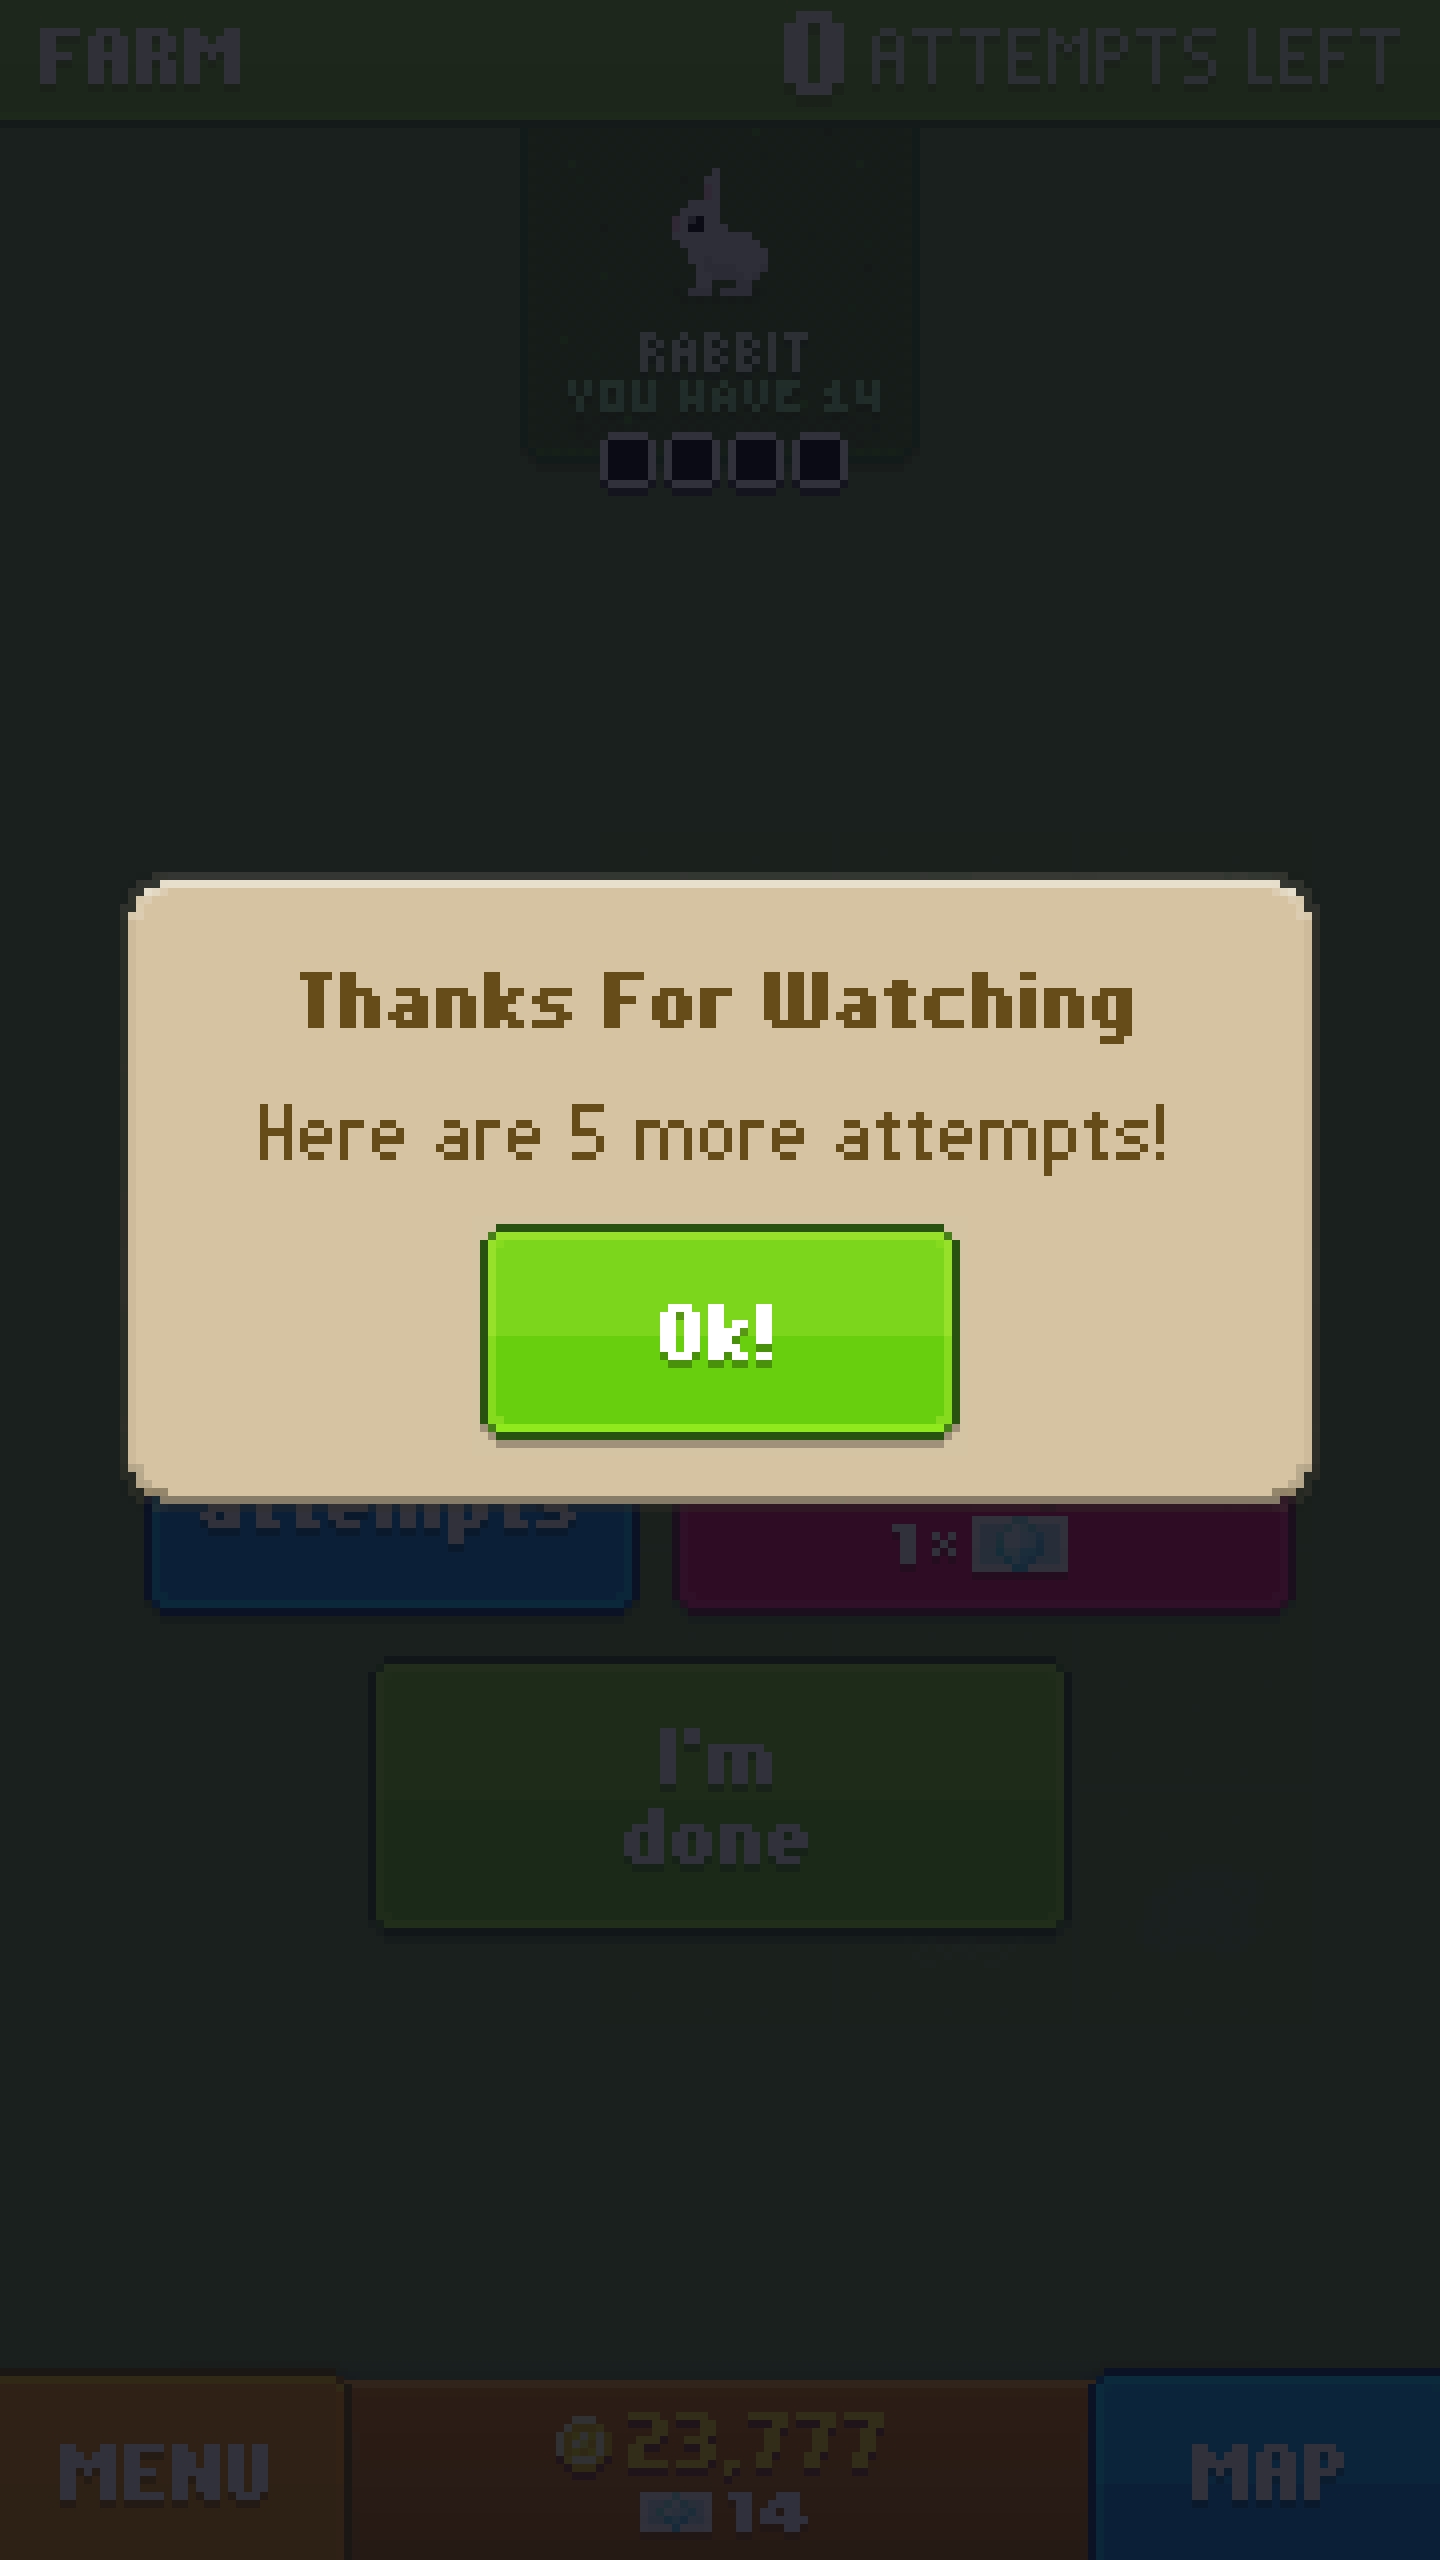 FARM
0 ATTEMPTS LEFT
RABBIT
YOU HAVE 14
Thanks For Watching
Here are 5 more attempts!
Ok!
attempts
1×
I'm
done
MENU
23,777
14
MAP